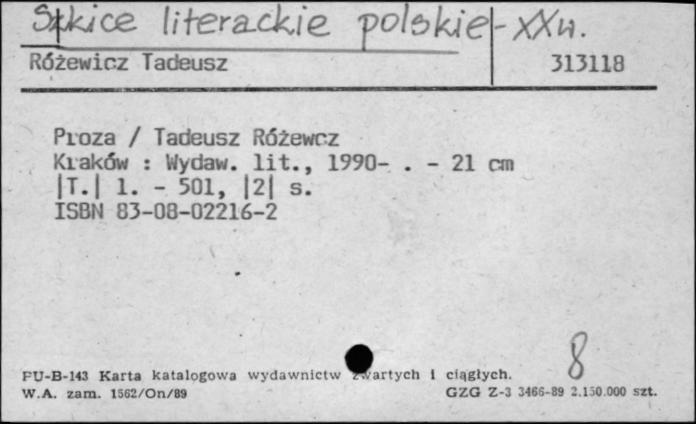 Szkice literackie polskie - XXw.
Różewicz Tadeusz 313118
Proza / Tadeusz Różewcz
Kraków : Wydaw. lit., 1990- . - 21 cm
|T.| 1. - 501, |2| s.
ISBN 83-08-02216-2
8
PU-B-143 Karta katalogowa wydawnictw zwartych i ciągłych.
W.A. zam. 1562/On/89 GZG Z-3 3466-89 2.150.000 szt.